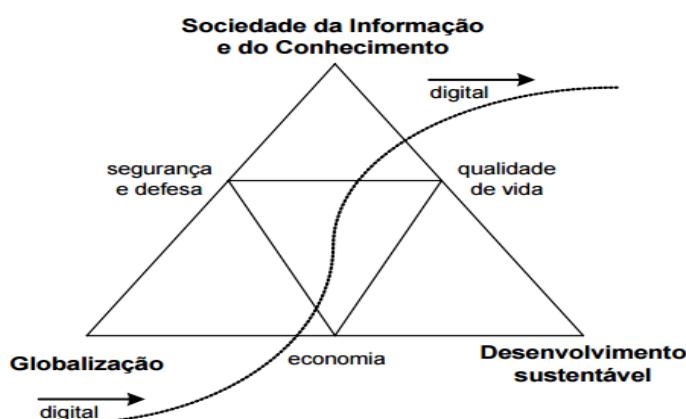 Sociedade da Informação
e do Conhecimento
digital
segurança
e defesa
qualidade
de vida
Globalização
economia
Desenvolvimento
sustentável
digital